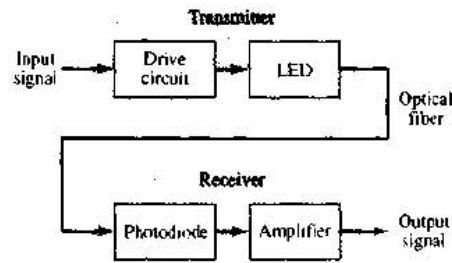 Transmitter
Input
signal
Drive
circuit
LED
Optical
fiber
Receiver
Photodiode
Amplifier
Output
signal